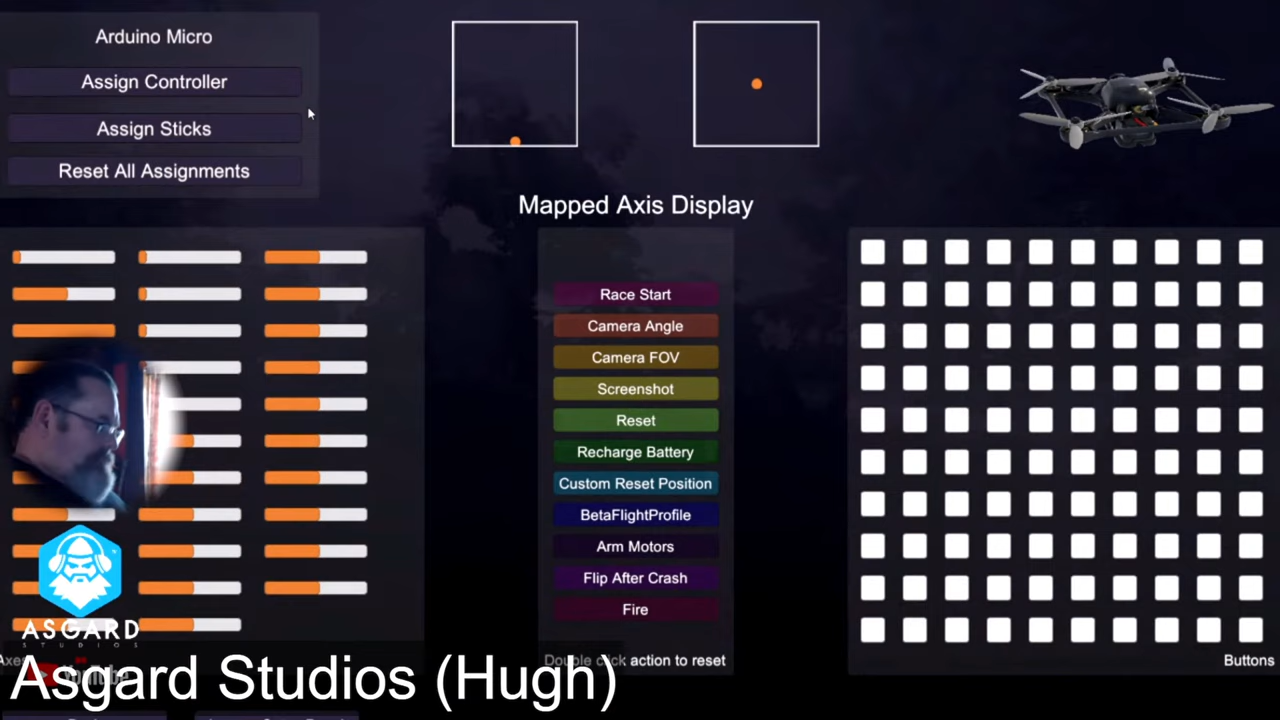 Arduino Micro
Assign Controller
Assign Sticks
Reset All Assignments
Mapped Axis Display
Race Start
Camera Angle
Camera FOV
Screenshot
Reset
Recharge Battery
Custom Reset Position
BetaFlightProfile
Arm Motors
Flip After Crash
Fire
Double click action to reset
Buttons
ASGARD
STUDIOS
Asgard Studios (Hugh)